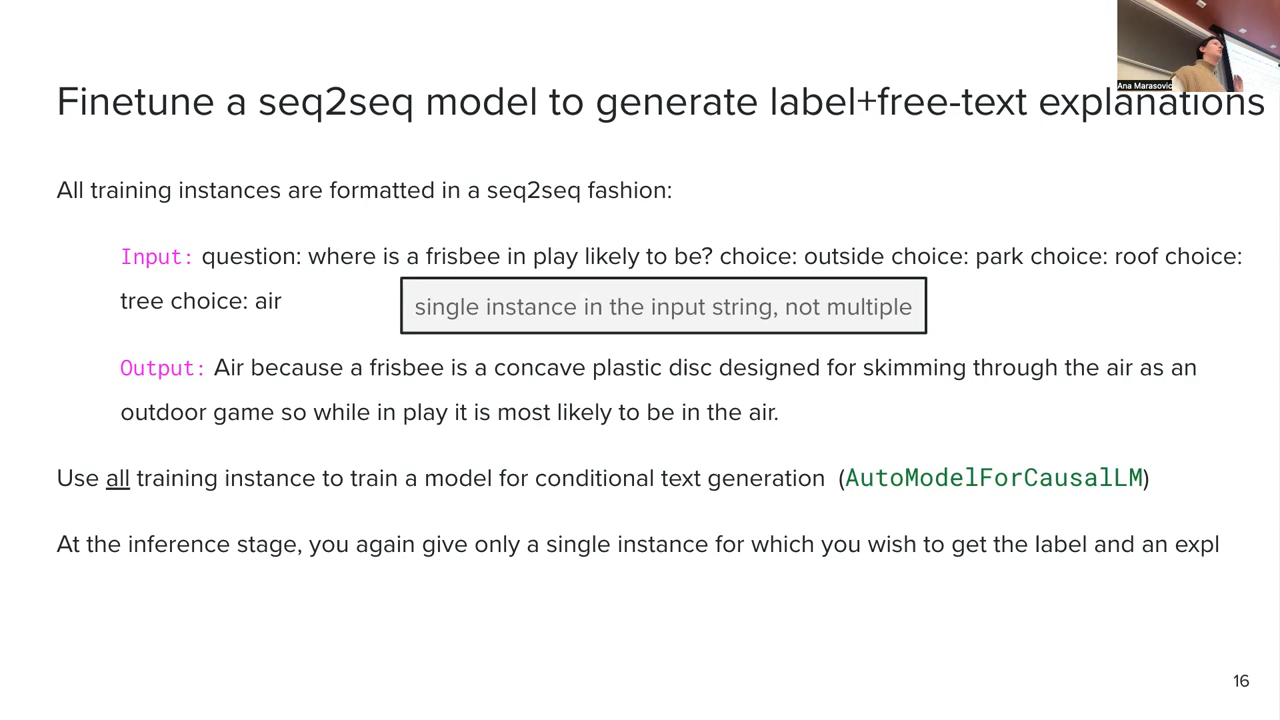 Ana Marasovic
Finetune a seq2seq model to generate label+free-text explanations
All training instances are formatted in a seq2seq fashion:
Input: question: where is a frisbee in play likely to be? choice: outside choice: park choice: roof choice:
tree choice: air
single instance in the input string, not multiple
Output: Air because a frisbee is a concave plastic disc designed for skimming through the air as an
outdoor game so while in play it is most likely to be in the air.
Use all training instance to train a model for conditional text generation (AutoModelForCausalLM)
At the inference stage, you again give only a single instance for which you wish to get the label and an expl
16